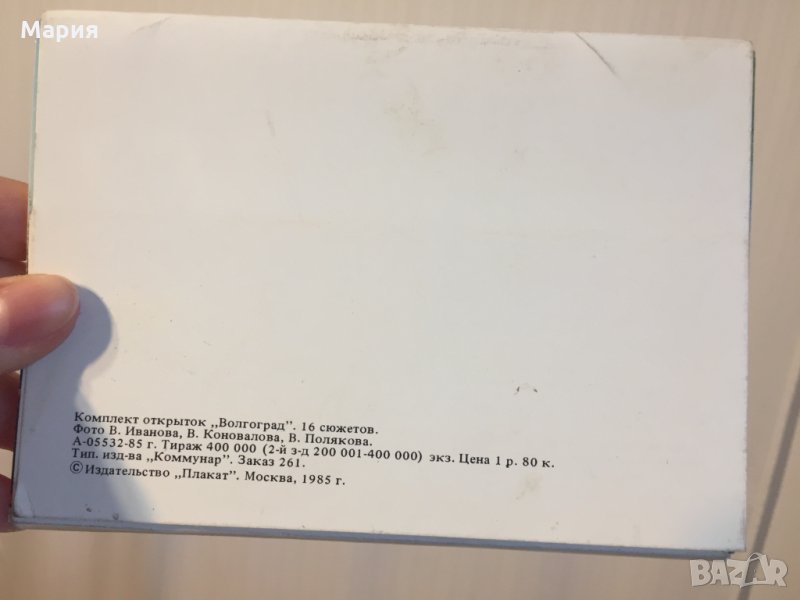 Мария
Комплект открыток „Волгоград". 16 сюжетов.
Фото В. Иванова, В. Коновалова, В. Полякова.
А-05532-85 г. Тираж 400 000 (2-й з-д 200 001-400 000) экз. Цена 1 р. 80 к.
Тип. изд-ва „Коммунар". Заказ 261.
©Издательство „Плакат". Москва, 1985 г.
BAZAR